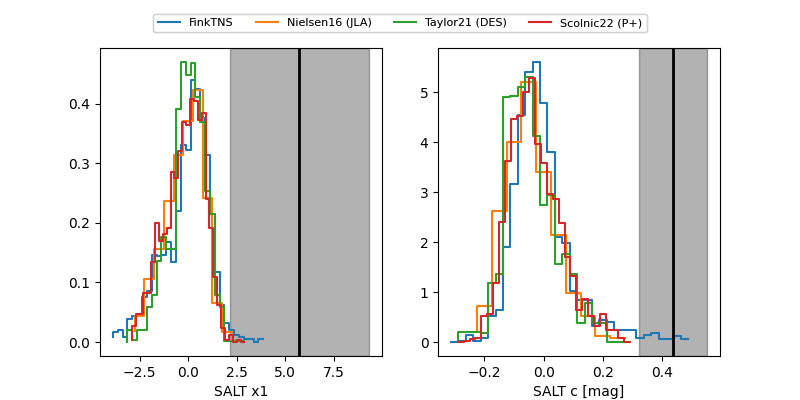 FinkTNS Nielsen16 (JLA) Taylor21 (DES) Scolnic22 (P+)
0.4
0.3
0.2
0.1
0.0
−2.5 0.0 2.5 5.0 7.5
SALT x1
5
4
3
2
1
0
−0.2 0.0 0.2 0.4
SALT c [mag]